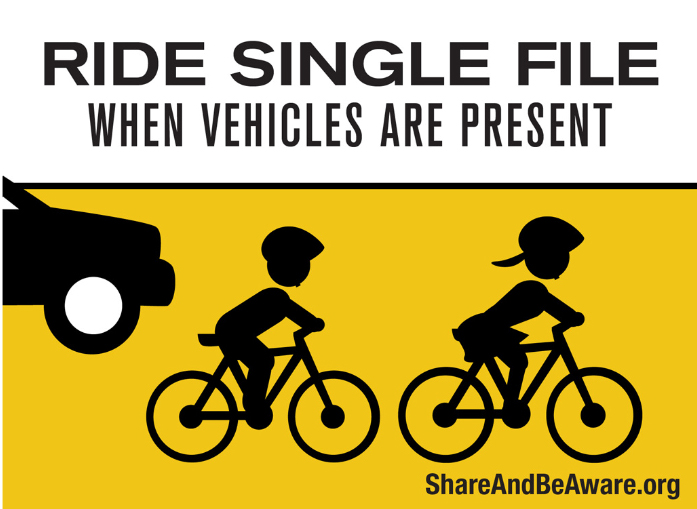 RIDE SINGLE FILE
WHEN VEHICLES ARE PRESENT
ShareAndBeAware.org